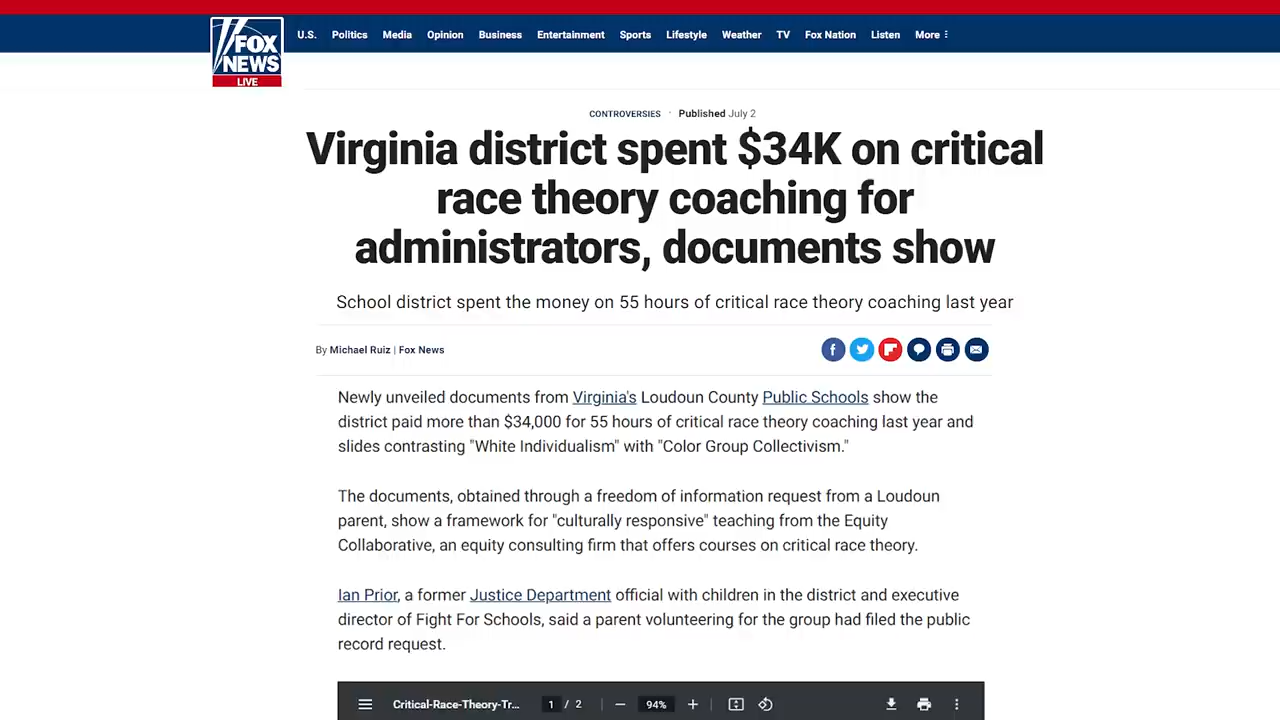 FOX
NEWS
LIVE
U.S. Politics Media Opinion Business Entertainment Sports Lifestyle Weather TV Fox Nation Listen More
CONTROVERSIES · Published July 2
Virginia district spent $34K on critical
race theory coaching for
administrators, documents show
School district spent the money on 55 hours of critical race theory coaching last year
By Michael Ruiz | Fox News
Newly unveiled documents from Virginia's Loudoun County Public Schools show the
district paid more than $34,000 for 55 hours of critical race theory coaching last year and
slides contrasting "White Individualism" with "Color Group Collectivism."
The documents, obtained through a freedom of information request from a Loudoun
parent, show a framework for "culturally responsive" teaching from the Equity
Collaborative, an equity consulting firm that offers courses on critical race theory.
Ian Prior, a former Justice Department official with children in the district and executive
director of Fight For Schools, said a parent volunteering for the group had filed the public
record request.
Critical-Race-Theory-Tr... 1 / 2 | − 94% + |